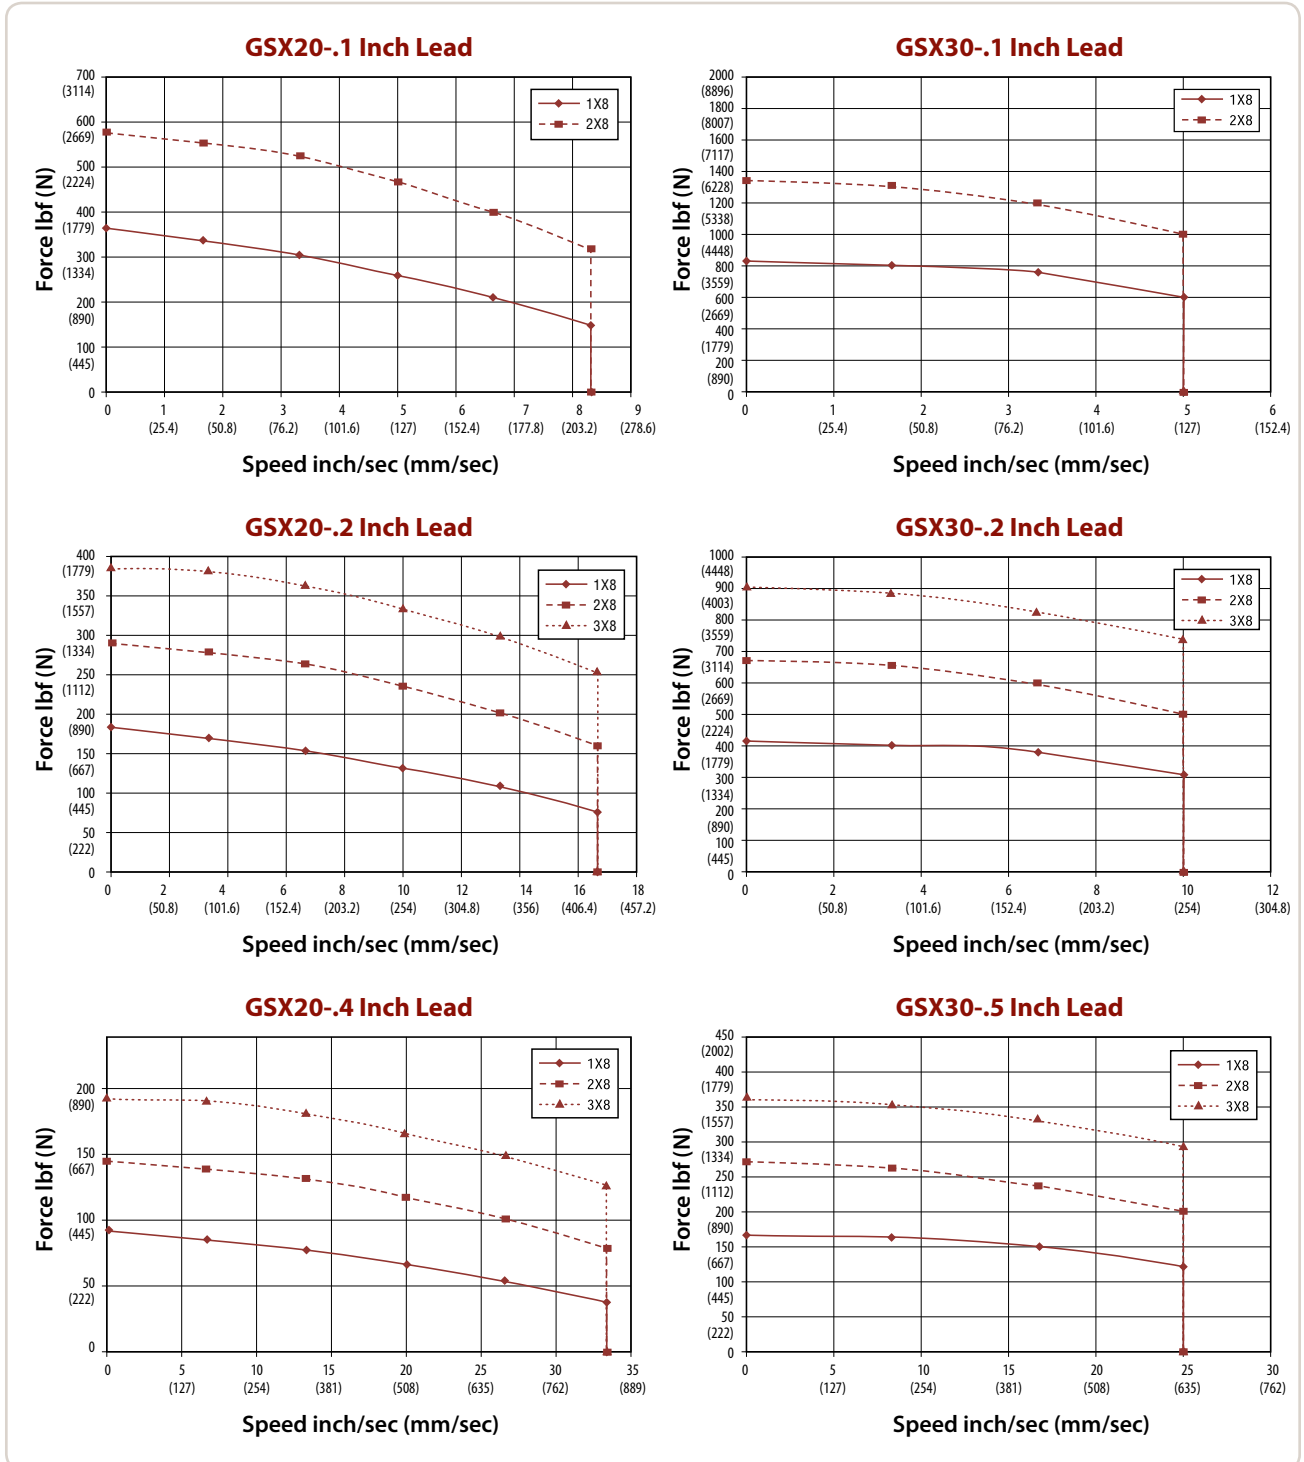 GSX20-.1 Inch Lead
700
(3114)
600
(2669)
500
(2224)
400
(1779)
300
(1334)
200
(890)
100
(445)
0
Force lbf (N)
1X8
2X8
0 1 2 3 4 5 6 7 8 9
(25.4) (50.8) (76.2) (101.6) (127) (152.4) (177.8) (203.2) (278.6)
Speed inch/sec (mm/sec)
GSX30-.1 Inch Lead
2000
(8896)
1800
(8007)
1600
(7117)
1400
(6228)
1200
(5338)
1000
(4448)
800
(3559)
600
(2669)
400
(1779)
200
(890)
0
Force lbf (N)
1X8
2X8
0 1 2 3 4 5 6
(25.4) (50.8) (76.2) (101.6) (127) (152.4)
Speed inch/sec (mm/sec)
GSX20-.2 Inch Lead
400
(1779)
350
(1557)
300
(1334)
250
(1112)
200
(890)
150
(667)
100
(445)
50
(222)
0
Force lbf (N)
1X8
2X8
3X8
0 2 4 6 8 10 12 14 16 18
(50.8) (101.6) (152.4) (203.2) (254) (304.8) (356) (406.4) (457.2)
Speed inch/sec (mm/sec)
GSX30-.2 Inch Lead
1000
(4448)
900
(4003)
800
(3559)
700
(3114)
600
(2669)
500
(2224)
400
(1779)
300
(1334)
200
(890)
100
(445)
0
Force lbf (N)
1X8
2X8
3X8
0 2 4 6 8 10 12
(50.8) (101.6) (152.4) (203.2) (254) (304.8)
Speed inch/sec (mm/sec)
GSX20-.4 Inch Lead
200
(890)
150
(667)
100
(445)
50
(222)
0
Force lbf (N)
1X8
2X8
3X8
0 5 10 15 20 25 30 35
(127) (254) (381) (508) (635) (762) (889)
Speed inch/sec (mm/sec)
GSX30-.5 Inch Lead
450
(2002)
400
(1779)
350
(1557)
300
(1334)
250
(1112)
200
(890)
150
(667)
100
(445)
50
(222)
0
Force lbf (N)
1X8
2X8
3X8
0 5 10 15 20 25 30
(127) (254) (381) (508) (635) (762)
Speed inch/sec (mm/sec)